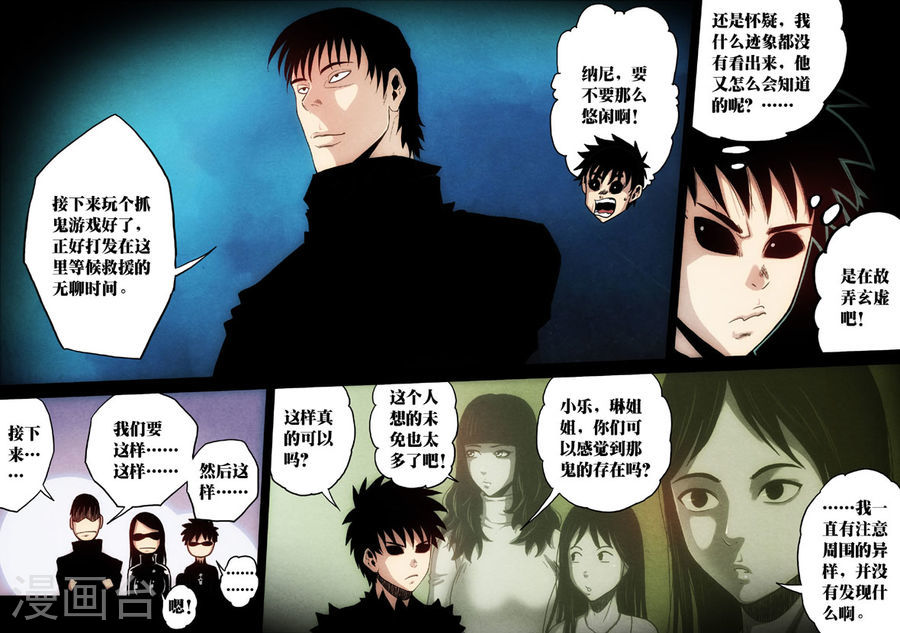 接下来玩个抓
鬼游戏好了，
正好打发在这
里等候救援的
无聊时间。
纳尼，要
不要那么
悠闲啊！
还是怀疑，我
什么迹象都没
有看出来，他
又怎么会知道
的呢？……
是在故
弄玄虚
吧！
接下
来……
我们要
这样……
这样……
然后这
样……
……
嗯！
这样真
的可以
吗？
这个人
想的未
免也太
多了吧！
小乐，琳姐
姐，你们可
以感觉到那
鬼的存在吗？
……我一
直有注意
周围的异
样，并没
有发现什
么啊。
漫画台